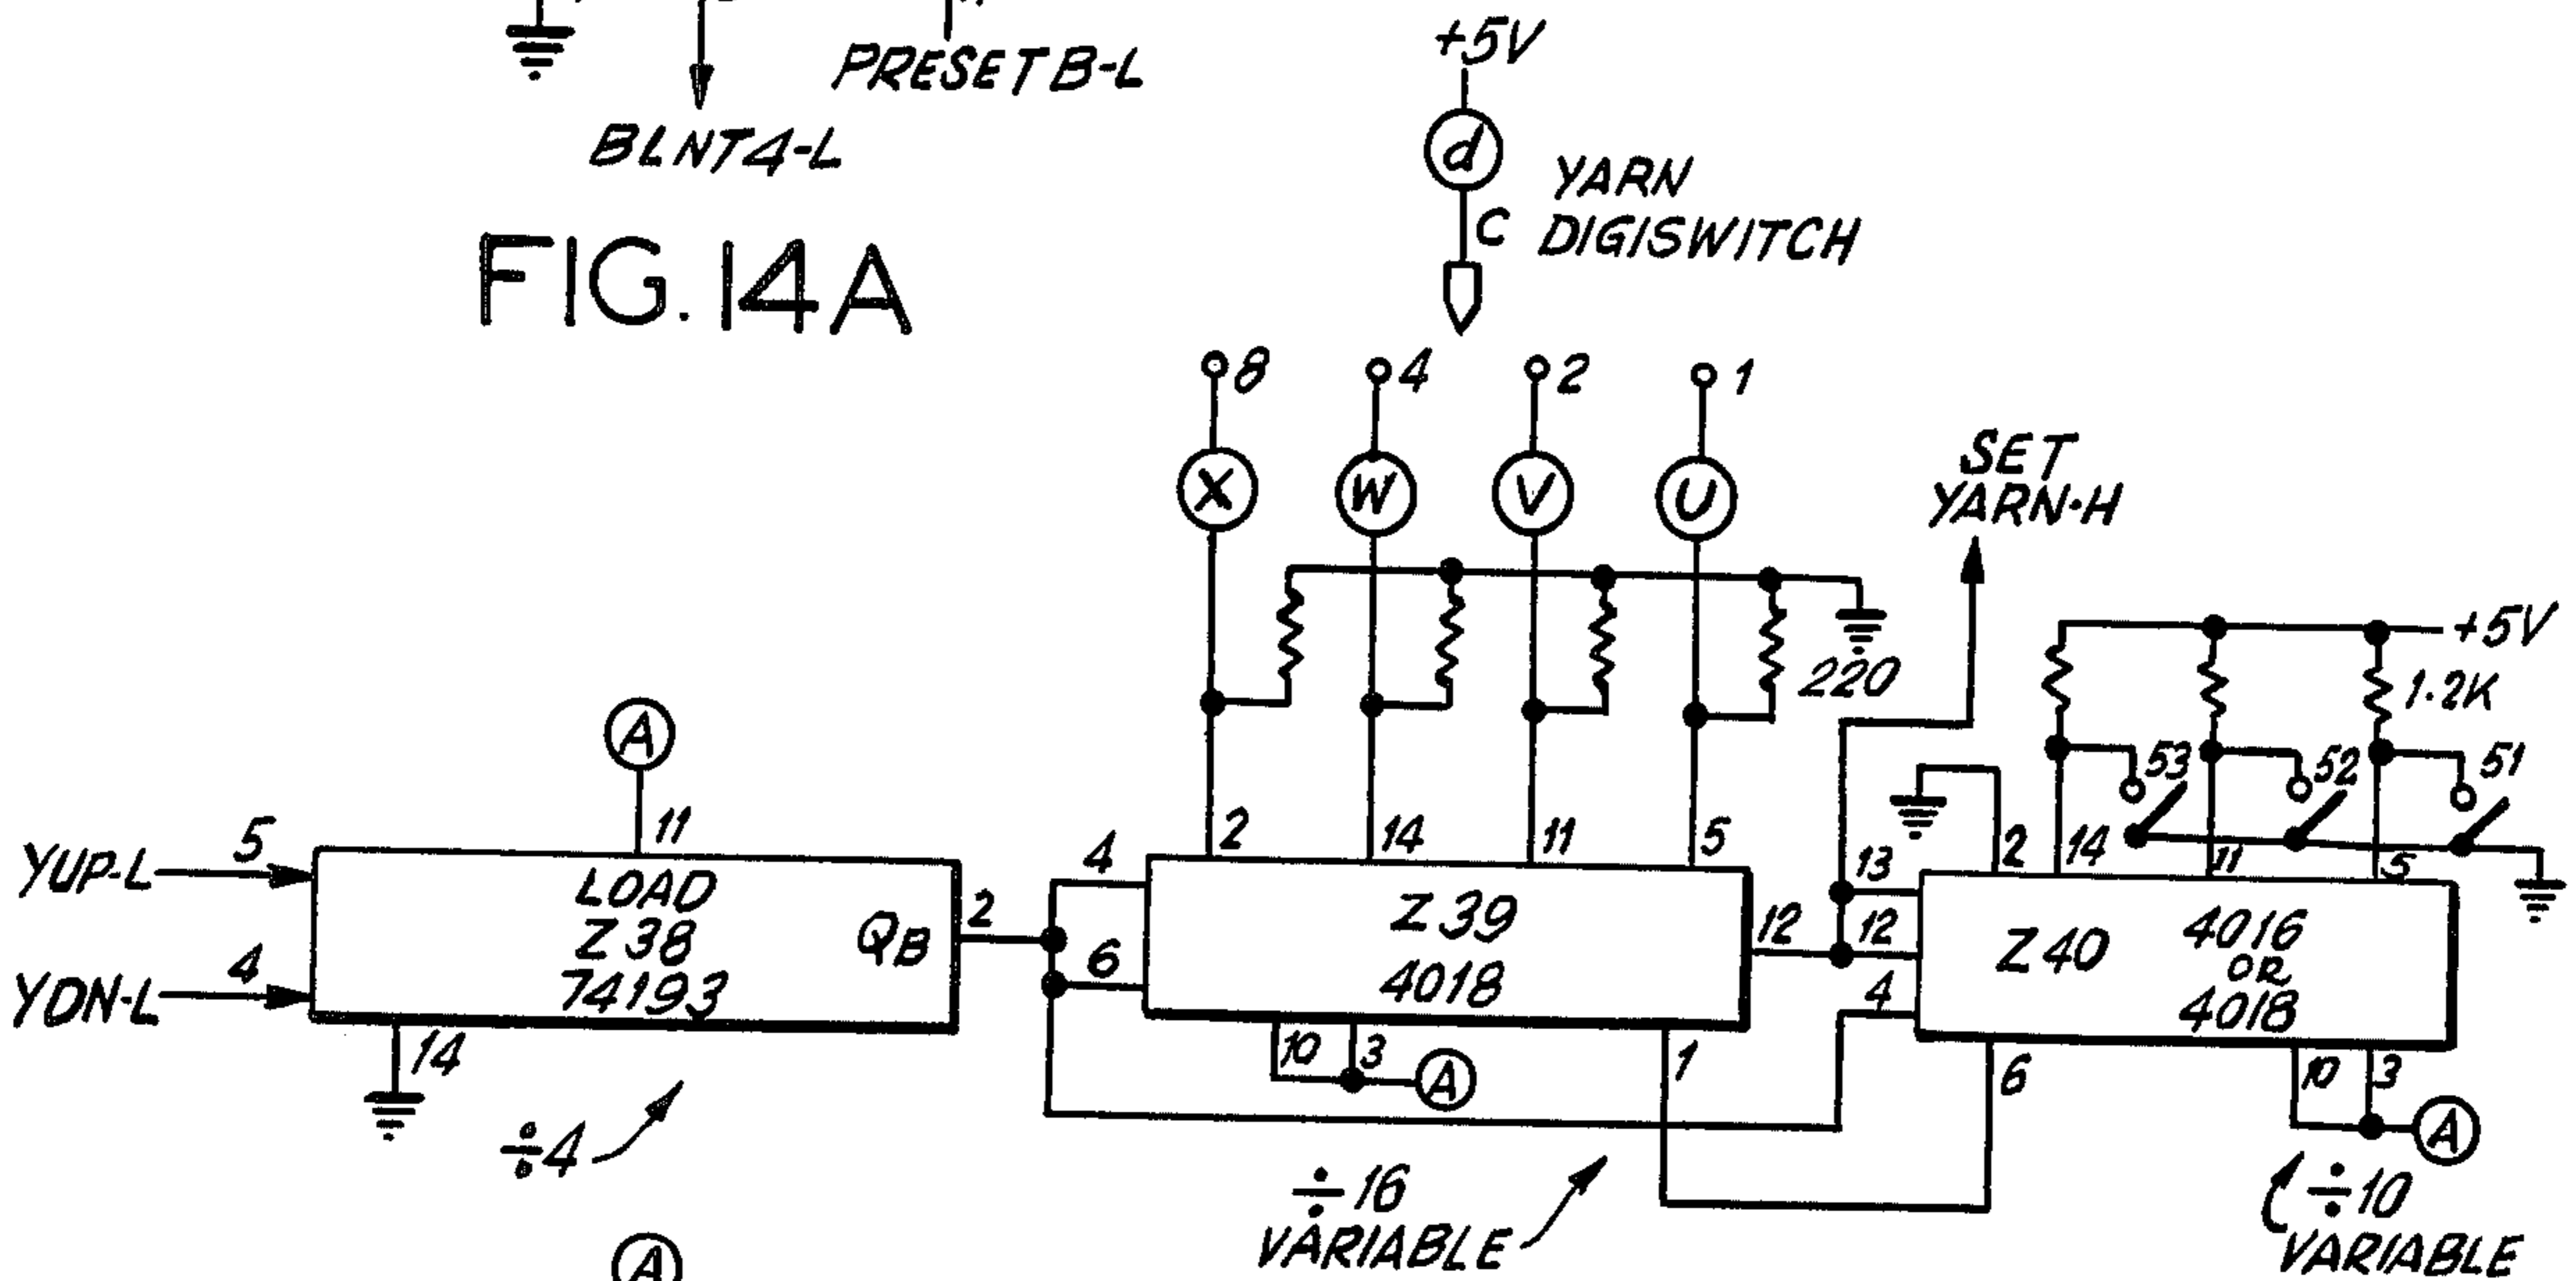 PRESET B-L
BLNT4-L
FIG. 14A
+5V
d
C
YARN
DIGISWITCH
8
4
2
1
X
W
V
U
SET
YARN-H
220
+5V
1.2K
53
52
51
A
11
YUP-L
5
YDN-L
4
LOAD
Z38
74193
QB
2
14
÷4
4
6
2
14
11
5
Z39
4018
12
10
3
A
1
÷16
VARIABLE
13
12
4
2
14
11
5
Z40
4016
OR
4018
6
10
3
A
÷10
VARIABLE
A